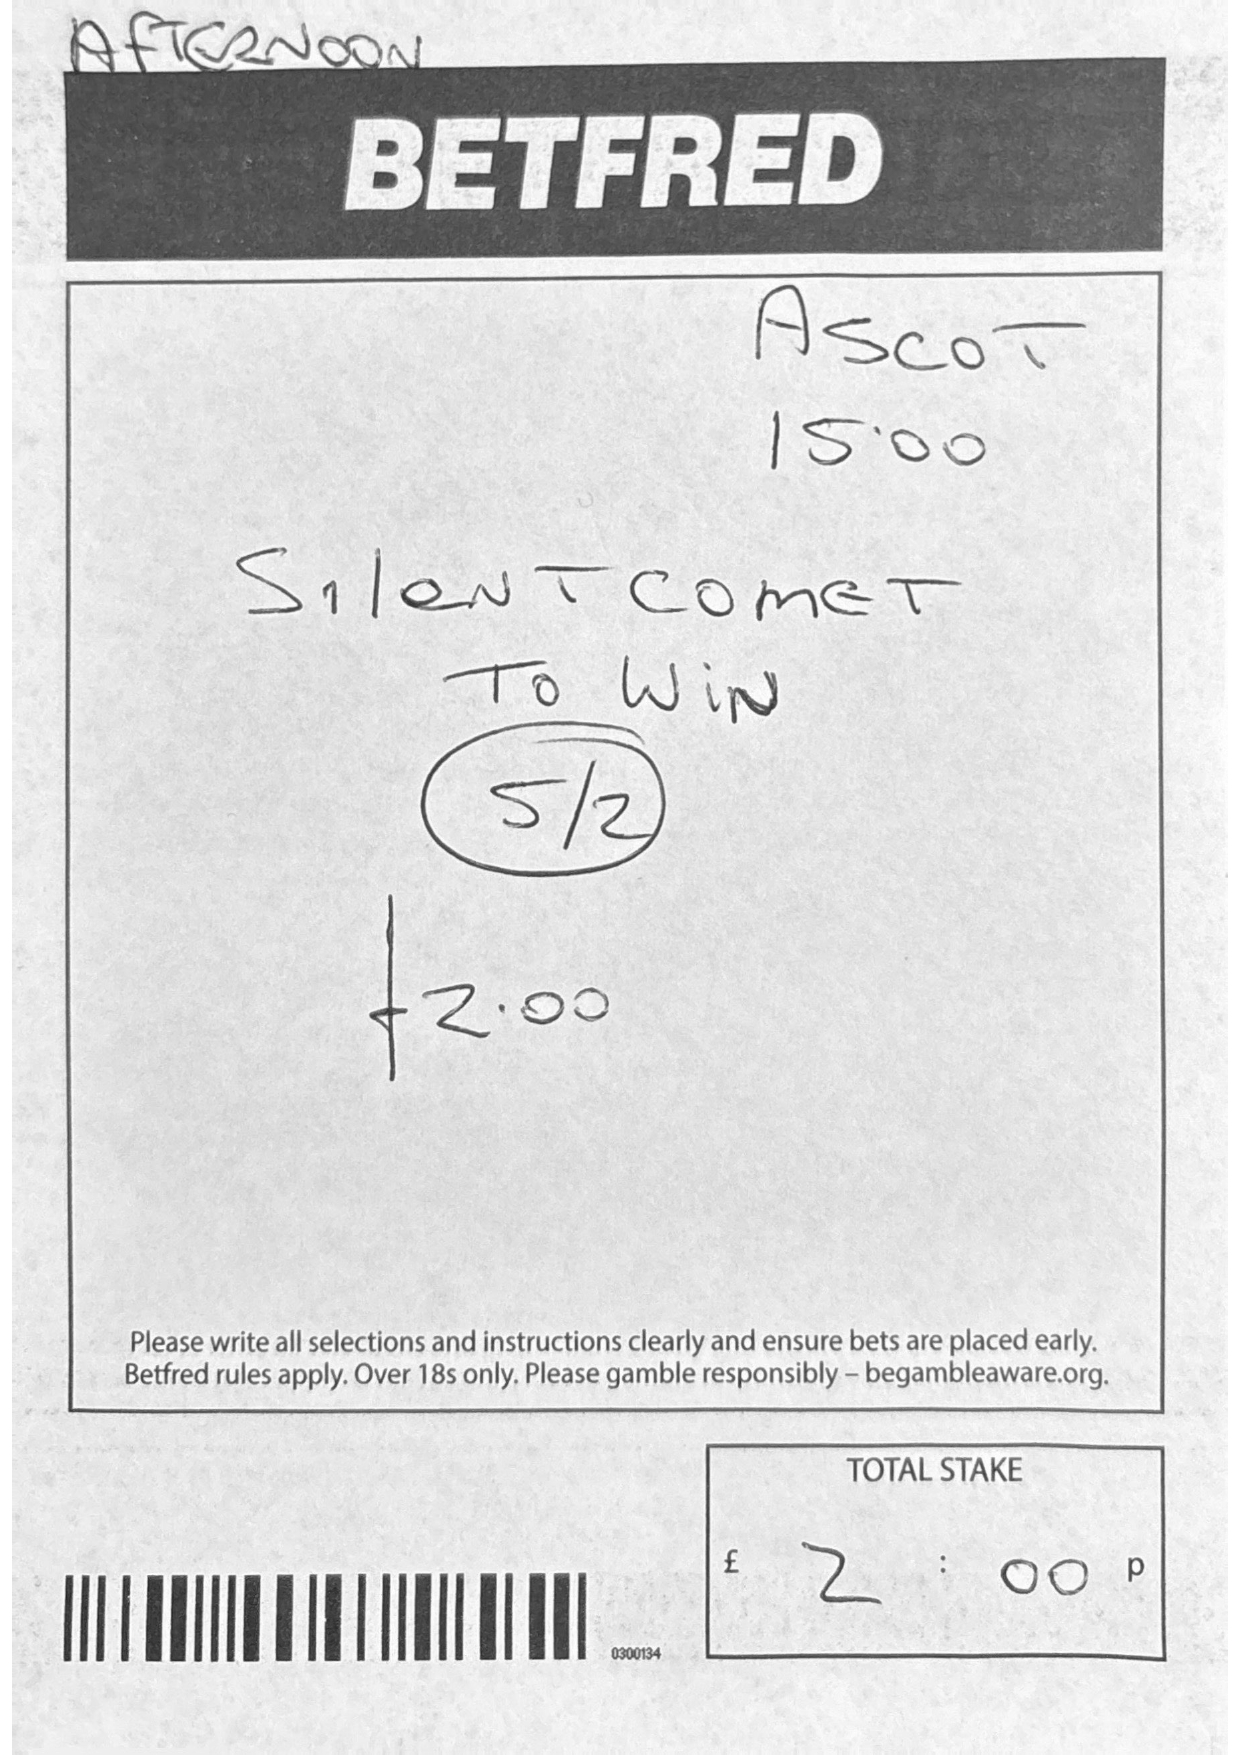 AFTERNOON
BETFRED
ASCOT
15.00
SilENT COMET
TO WiN
5/2
£2.00
Please write all selections and instructions clearly and ensure bets are placed early.
Betfred rules apply. Over 18s only. Please gamble responsibly – begambleaware.org.
TOTAL STAKE
£ 2 : 00 p
0300134